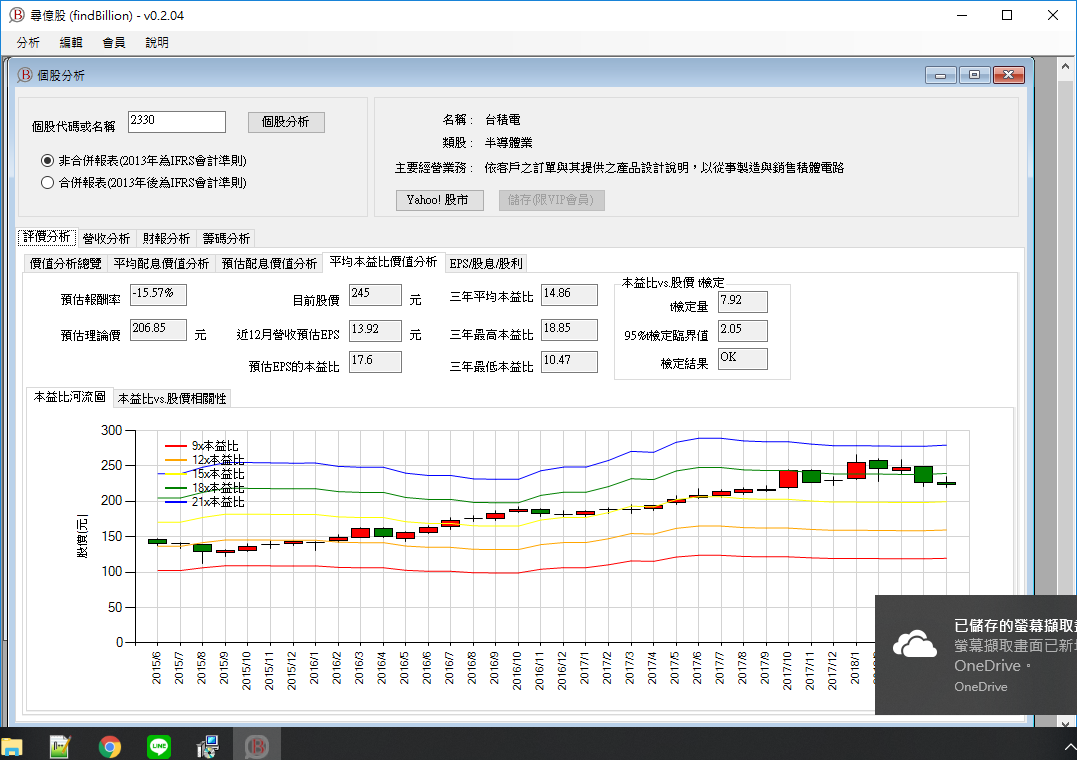 尋億股 (findBillion) - v0.2.04
分析 編輯 會員 說明
個股分析
個股代碼或名稱 2330 個股分析
非合併報表(2013年為IFRS會計準則)
合併報表(2013年後為IFRS會計準則)
名稱： 台積電
類股： 半導體業
主要經營業務： 依客戶之訂單與其提供之產品設計說明，以從事製造與銷售積體電路
Yahoo! 股市 儲存(限VIP會員)
評價分析 營收分析 財報分析 籌碼分析
價值分析總覽 平均配息價值分析 預估配息價值分析 平均本益比價值分析 EPS/股息/股利
預估報酬率 -15.57%
預估理論價 206.85 元
目前股價 245 元
近12月營收預估EPS 13.92 元
預估EPS的本益比 17.6
三年平均本益比 14.86
三年最高本益比 18.85
三年最低本益比 10.47
本益比vs.股價 t檢定
t檢定量 7.92
95%t檢定臨界值 2.05
檢定結果 OK
本益比河流圖 本益比vs.股價相關性
股價(元)
300
250
200
150
100
50
0
9x本益比
12x本益比
15x本益比
18x本益比
21x本益比
2015/6 2015/7 2015/8 2015/9 2015/10 2015/11 2015/12 2016/1 2016/2 2016/3 2016/4 2016/5 2016/6 2016/7 2016/8 2016/9 2016/10 2016/11 2016/12 2017/1 2017/2 2017/3 2017/4 2017/5 2017/6 2017/7 2017/8 2017/9 2017/10 2017/11 2017/12 2018/1
已儲存的螢幕擷取
螢幕擷取畫面已新
OneDrive。
OneDrive
LINE